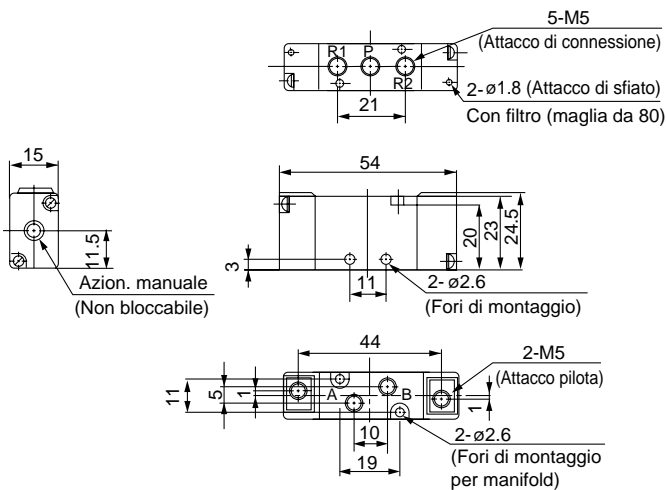 5-M5
(Attacco di connessione)
R1 P
R2
2-ø1.8 (Attacco di sfiato)
Con filtro (maglia da 80)
21
15
11.5
Azion. manuale
(Non bloccabile)
54
3
11
20
23
24.5
2-ø2.6
(Fori di montaggio)
44
2-M5
(Attacco pilota)
11
5
1
A B
1
10
19
2-ø2.6
(Fori di montaggio
per manifold)